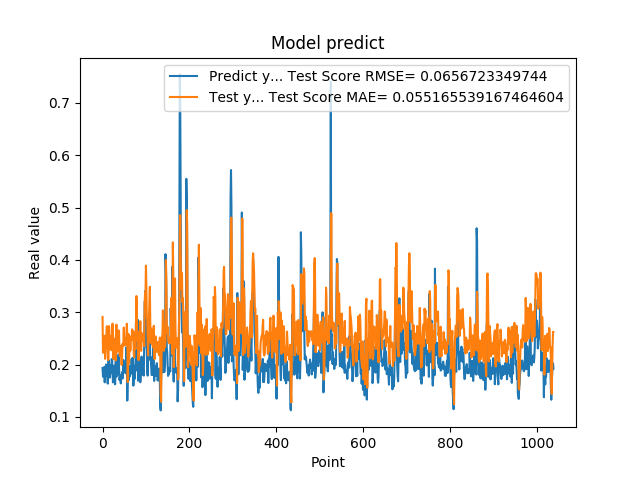 Model predict
Predict y... Test Score RMSE= 0.0656723349744
Test y... Test Score MAE= 0.055165539167464604
Real value
0.7
0.6
0.5
0.4
0.3
0.2
0.1
0 200 400 600 800 1000
Point